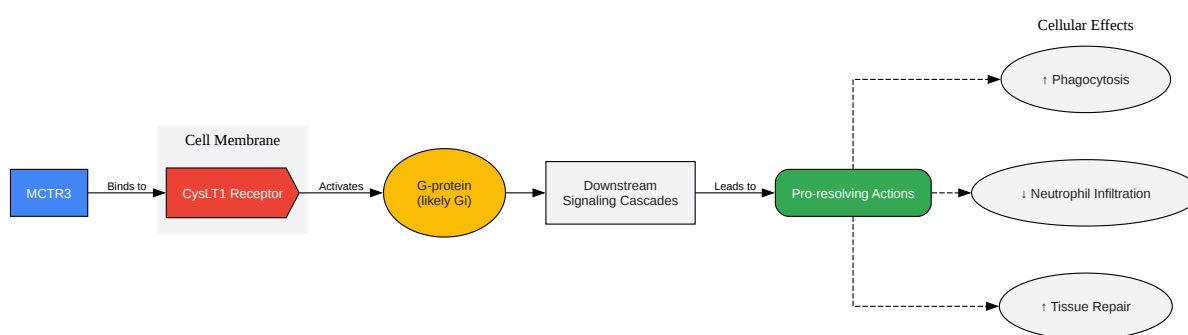 Cellular Effects
↑ Phagocytosis
Cell Membrane
MCTR3
Binds to
CysLT1 Receptor
Activates
G-protein
(likely Gi)
Downstream
Signaling Cascades
Leads to
Pro-resolving Actions
↓ Neutrophil Infiltration
↑ Tissue Repair